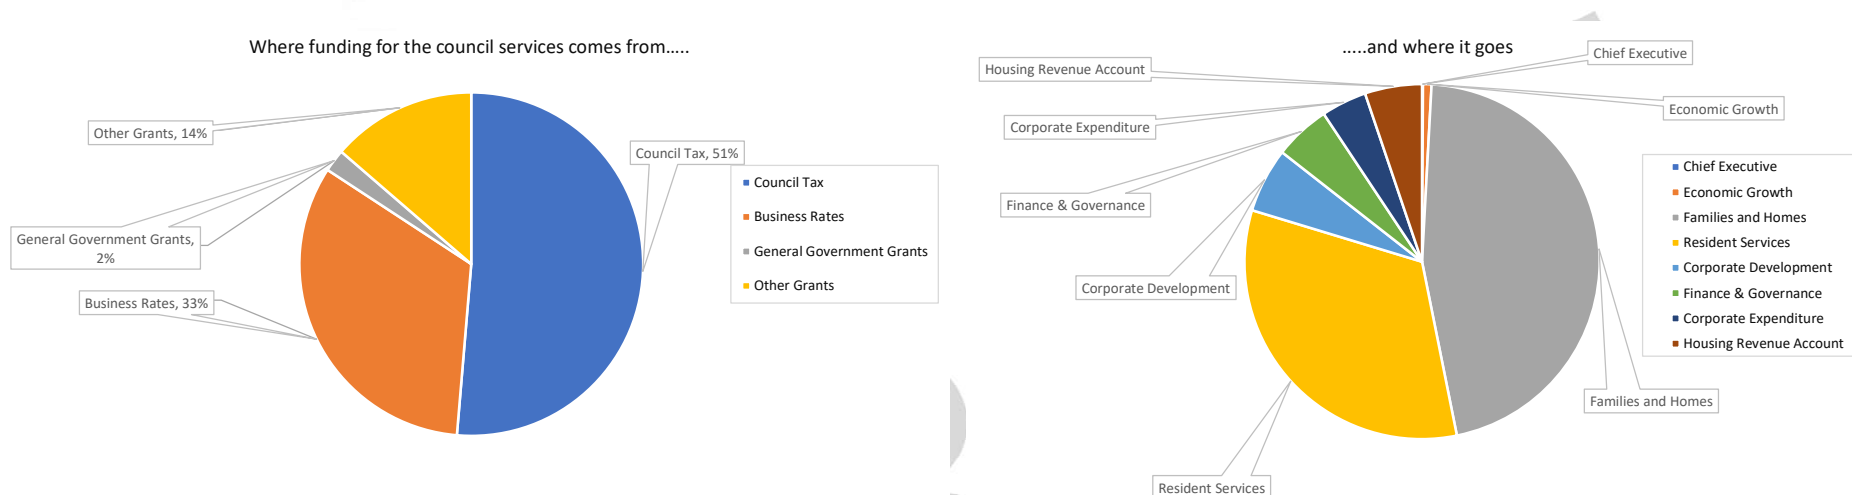 Where funding for the council services comes from.....
Other Grants, 14%
Council Tax, 51%
General Government Grants,
2%
Business Rates, 33%
Council Tax
Business Rates
General Government Grants
Other Grants
.....and where it goes
Chief Executive
Housing Revenue Account
Economic Growth
Corporate Expenditure
Finance & Governance
Corporate Development
Families and Homes
Resident Services
Chief Executive
Economic Growth
Families and Homes
Resident Services
Corporate Development
Finance & Governance
Corporate Expenditure
Housing Revenue Account